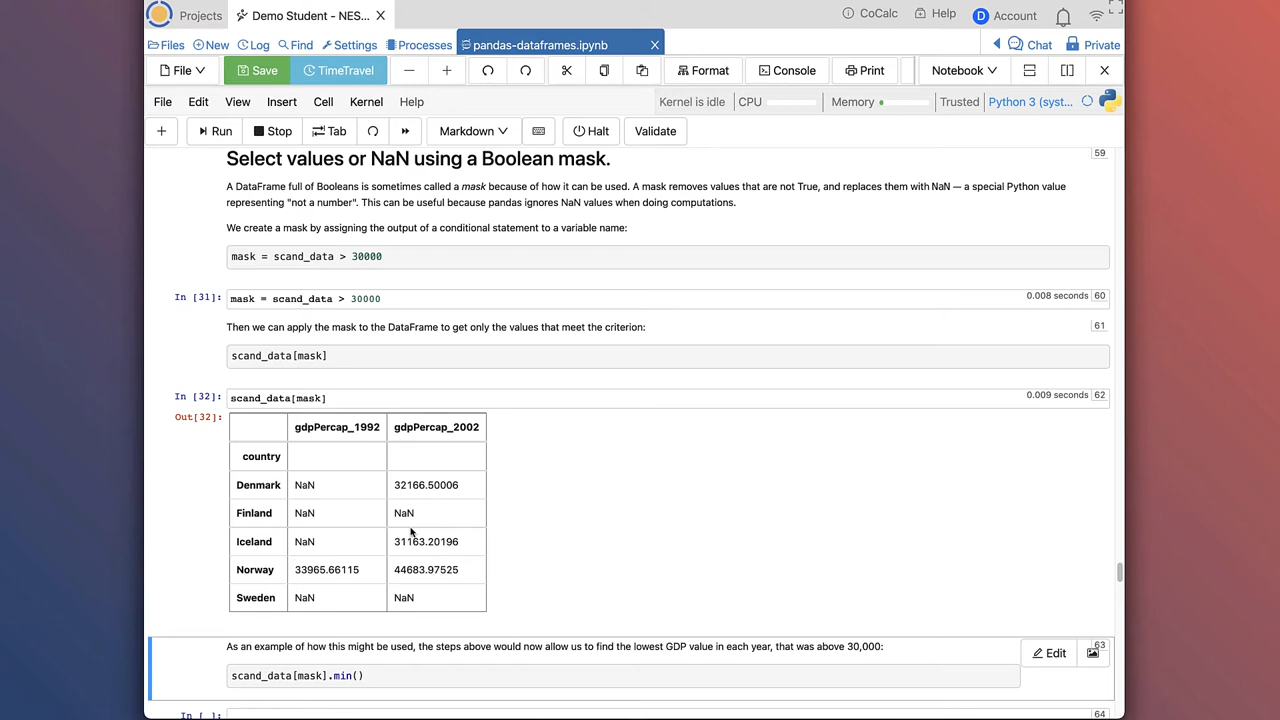 Projects Demo Student - NES... CoCalc Help D Account
Files New Log Find Settings Processes pandas-dataframes.ipynb Chat Private
File Save TimeTravel Format Console Print Notebook
File Edit View Insert Cell Kernel Help Kernel is idle CPU Memory Trusted Python 3 (syst...
Run Stop Tab Markdown Halt Validate
Select values or NaN using a Boolean mask. 59
A DataFrame full of Booleans is sometimes called a mask because of how it can be used. A mask removes values that are not True, and replaces them with NaN — a special Python value
representing "not a number". This can be useful because pandas ignores NaN values when doing computations.
We create a mask by assigning the output of a conditional statement to a variable name:
mask = scand_data > 30000
In [31]: mask = scand_data > 30000 0.008 seconds 60
Then we can apply the mask to the DataFrame to get only the values that meet the criterion: 61
scand_data[mask]
In [32]: scand_data[mask] 0.009 seconds 62
Out[32]: gdpPercap_1992 gdpPercap_2002
country
Denmark NaN 32166.50006
Finland NaN NaN
Iceland NaN 31163.20196
Norway 33965.66115 44683.97525
Sweden NaN NaN
As an example of how this might be used, the steps above would now allow us to find the lowest GDP value in each year, that was above 30,000: Edit 63
scand_data[mask].min()
In [ ]: 64